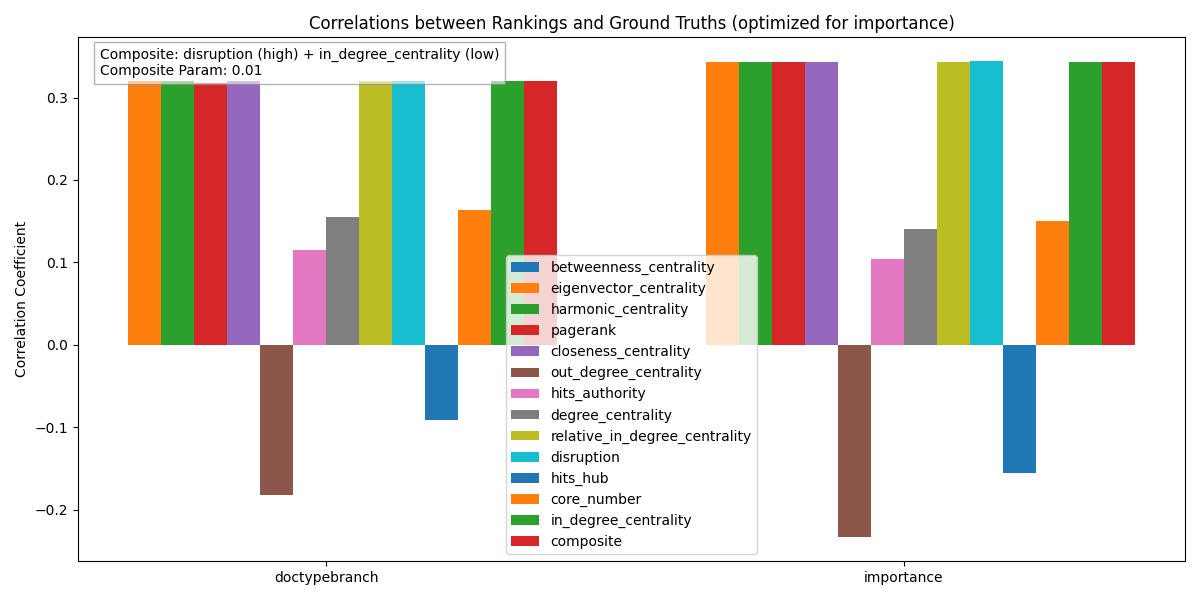 Correlations between Rankings and Ground Truths (optimized for importance)
Composite: disruption (high) + in_degree_centrality (low)
Composite Param: 0.01
Correlation Coefficient
0.3
0.2
0.1
0.0
−0.1
−0.2
betweenness_centrality
eigenvector_centrality
harmonic_centrality
pagerank
closeness_centrality
out_degree_centrality
hits_authority
degree_centrality
relative_in_degree_centrality
disruption
hits_hub
core_number
in_degree_centrality
composite
doctypebranch
importance